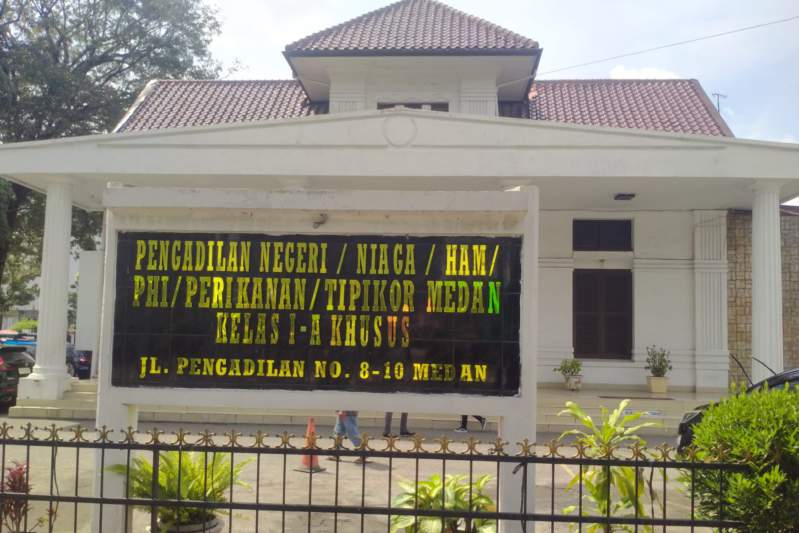 PENGADILAN NEGERI / NIAGA / HAM/
PHI/PERIKANAN/TIPIKOR MEDAN
KELAS I-A KHUSUS
JL. PENGADILAN NO. 8-10 MEDAN